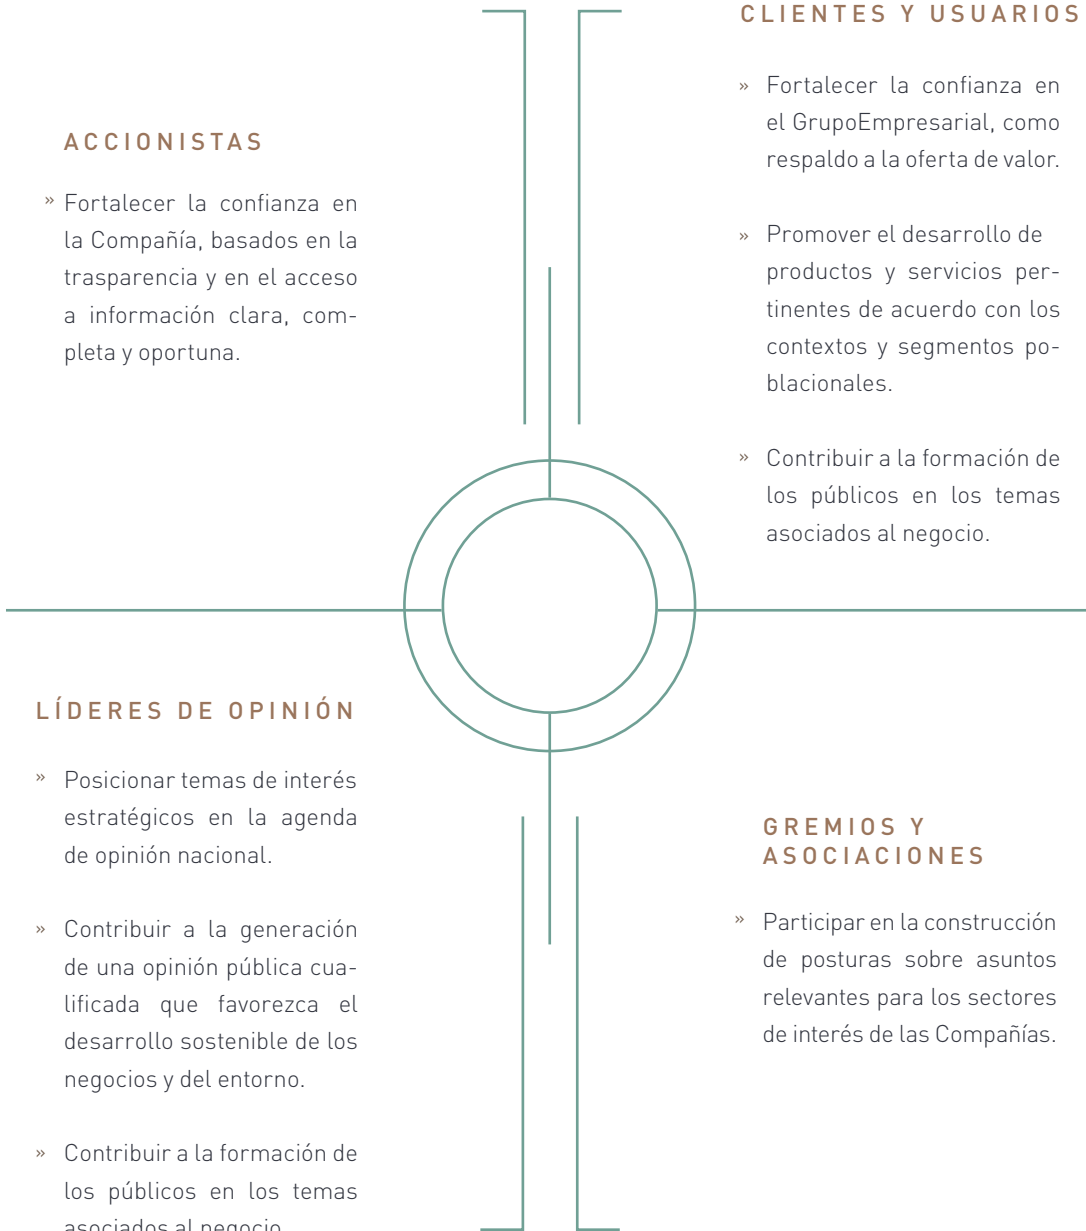 ACCIONISTAS
» Fortalecer la confianza en
la Compañía, basados en la
trasparencia y en el acceso
a información clara, com-
pleta y oportuna.
CLIENTES Y USUARIOS
» Fortalecer la confianza en
el GrupoEmpresarial, como
respaldo a la oferta de valor.
» Promover el desarrollo de
productos y servicios per-
tinentes de acuerdo con los
contextos y segmentos po-
blacionales.
» Contribuir a la formación de
los públicos en los temas
asociados al negocio.
LÍDERES DE OPINIÓN
» Posicionar temas de interés
estratégicos en la agenda
de opinión nacional.
» Contribuir a la generación
de una opinión pública cua-
lificada que favorezca el
desarrollo sostenible de los
negocios y del entorno.
» Contribuir a la formación de
los públicos en los temas
asociados al negocio
GREMIOS Y
ASOCIACIONES
» Participar en la construcción
de posturas sobre asuntos
relevantes para los sectores
de interés de las Compañías.